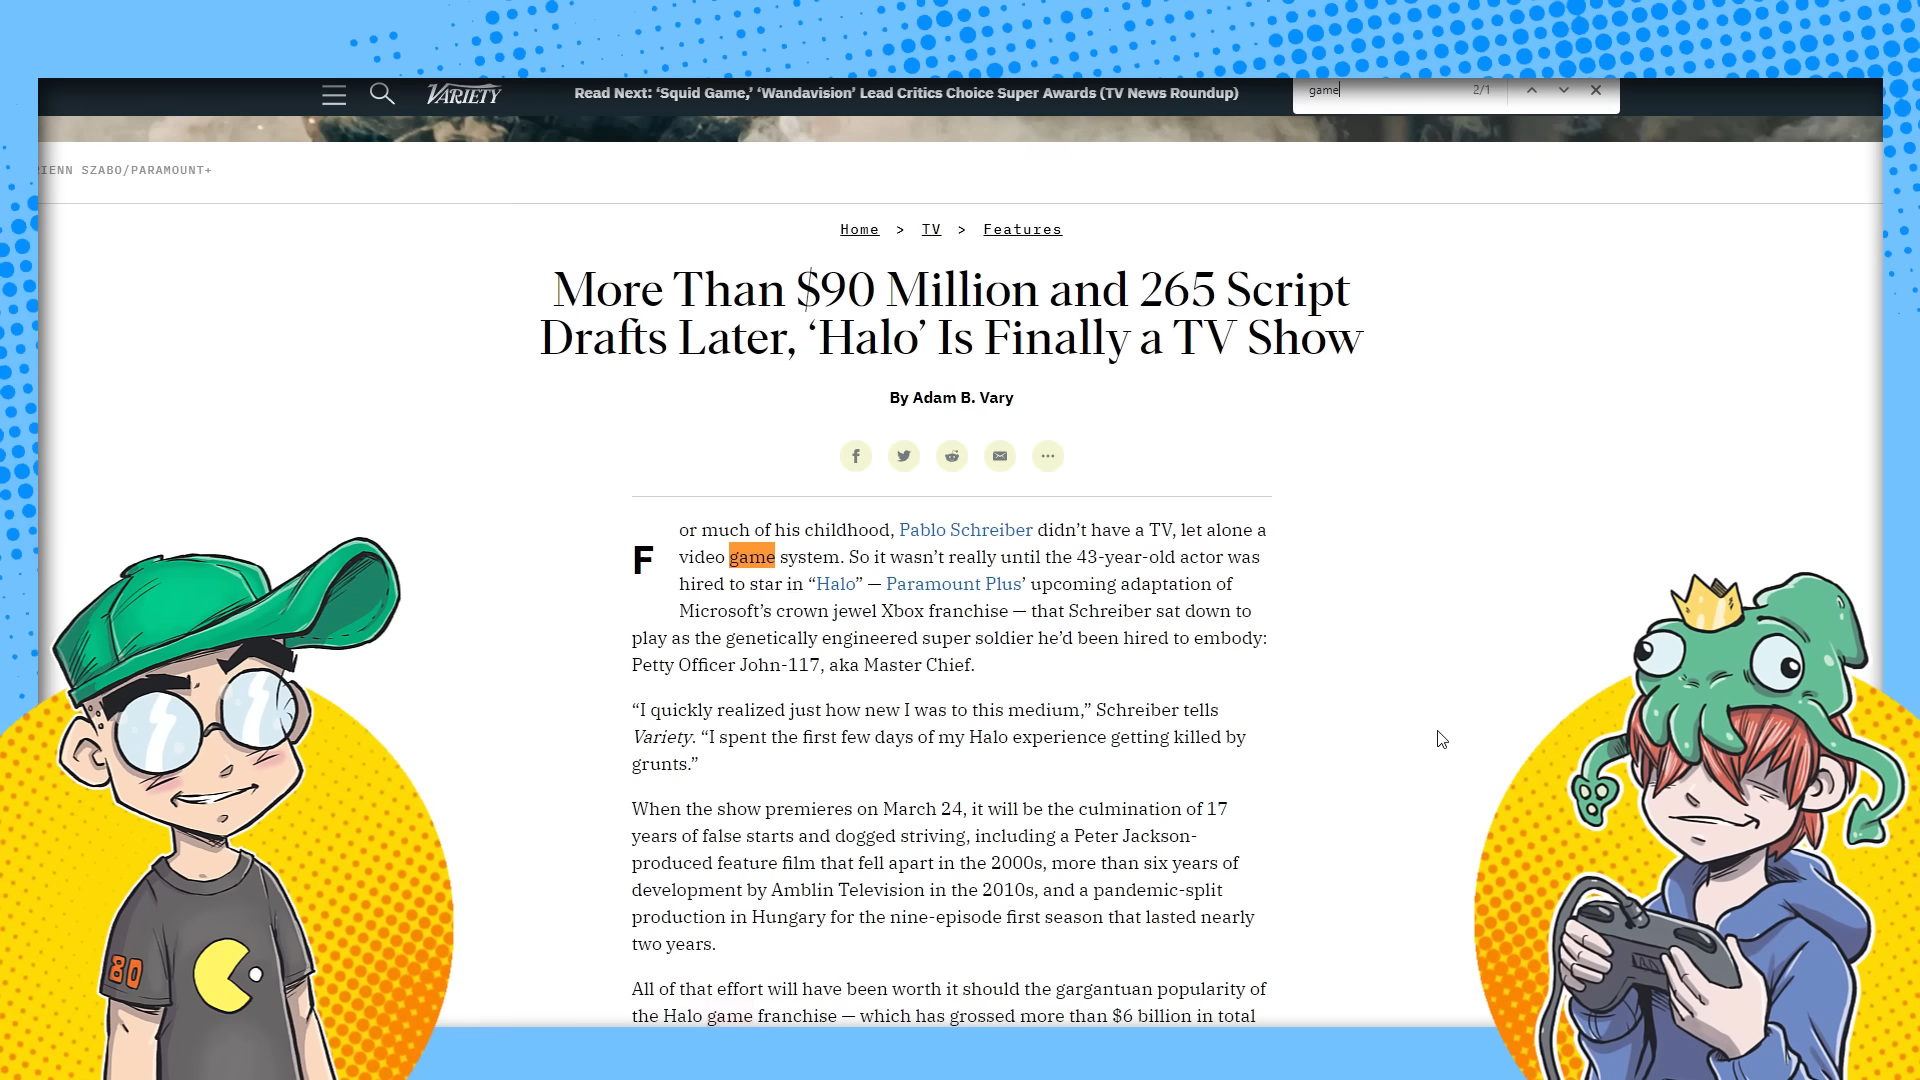 VARIETY
Read Next: ‘Squid Game,’ ‘Wandavision’ Lead Critics Choice Super Awards (TV News Roundup)
game
2/1
IENN SZABO/PARAMOUNT+
Home > TV > Features
More Than $90 Million and 265 Script
Drafts Later, ‘Halo’ Is Finally a TV Show
By Adam B. Vary
For much of his childhood, Pablo Schreiber didn’t have a TV, let alone a
video game system. So it wasn’t really until the 43-year-old actor was
hired to star in “Halo” — Paramount Plus’ upcoming adaptation of
Microsoft’s crown jewel Xbox franchise — that Schreiber sat down to
play as the genetically engineered super soldier he’d been hired to embody:
Petty Officer John-117, aka Master Chief.
“I quickly realized just how new I was to this medium,” Schreiber tells
Variety. “I spent the first few days of my Halo experience getting killed by
grunts.”
When the show premieres on March 24, it will be the culmination of 17
years of false starts and dogged striving, including a Peter Jackson-
produced feature film that fell apart in the 2000s, more than six years of
development by Amblin Television in the 2010s, and a pandemic-split
production in Hungary for the nine-episode first season that lasted nearly
two years.
All of that effort will have been worth it should the gargantuan popularity of
the Halo game franchise — which has grossed more than $6 billion in total
80